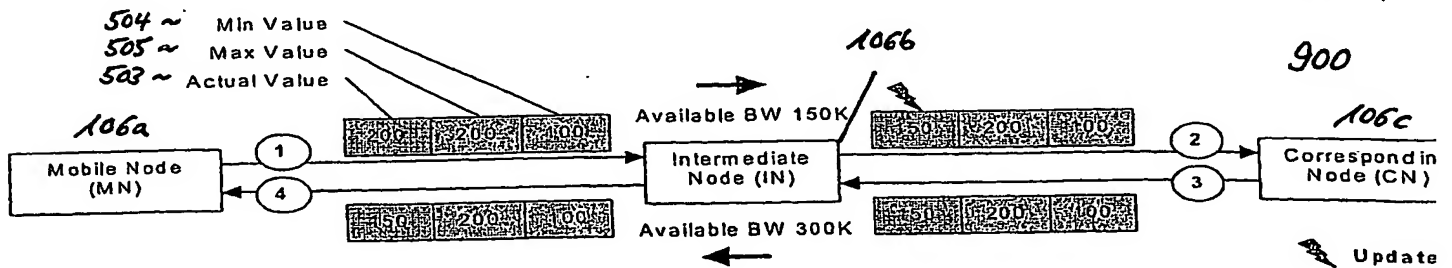 504 ~ Min Value
505 ~ Max Value
503 ~ Actual Value
106b
900
106a
106c
200 200 100
Available BW 150K
150 200 100
1
2
Mobile Node
(MN)
Intermediate
Node (IN)
Correspondin
Node (CN)
4
3
150 200 100
Available BW 300K
150 200 100
Update